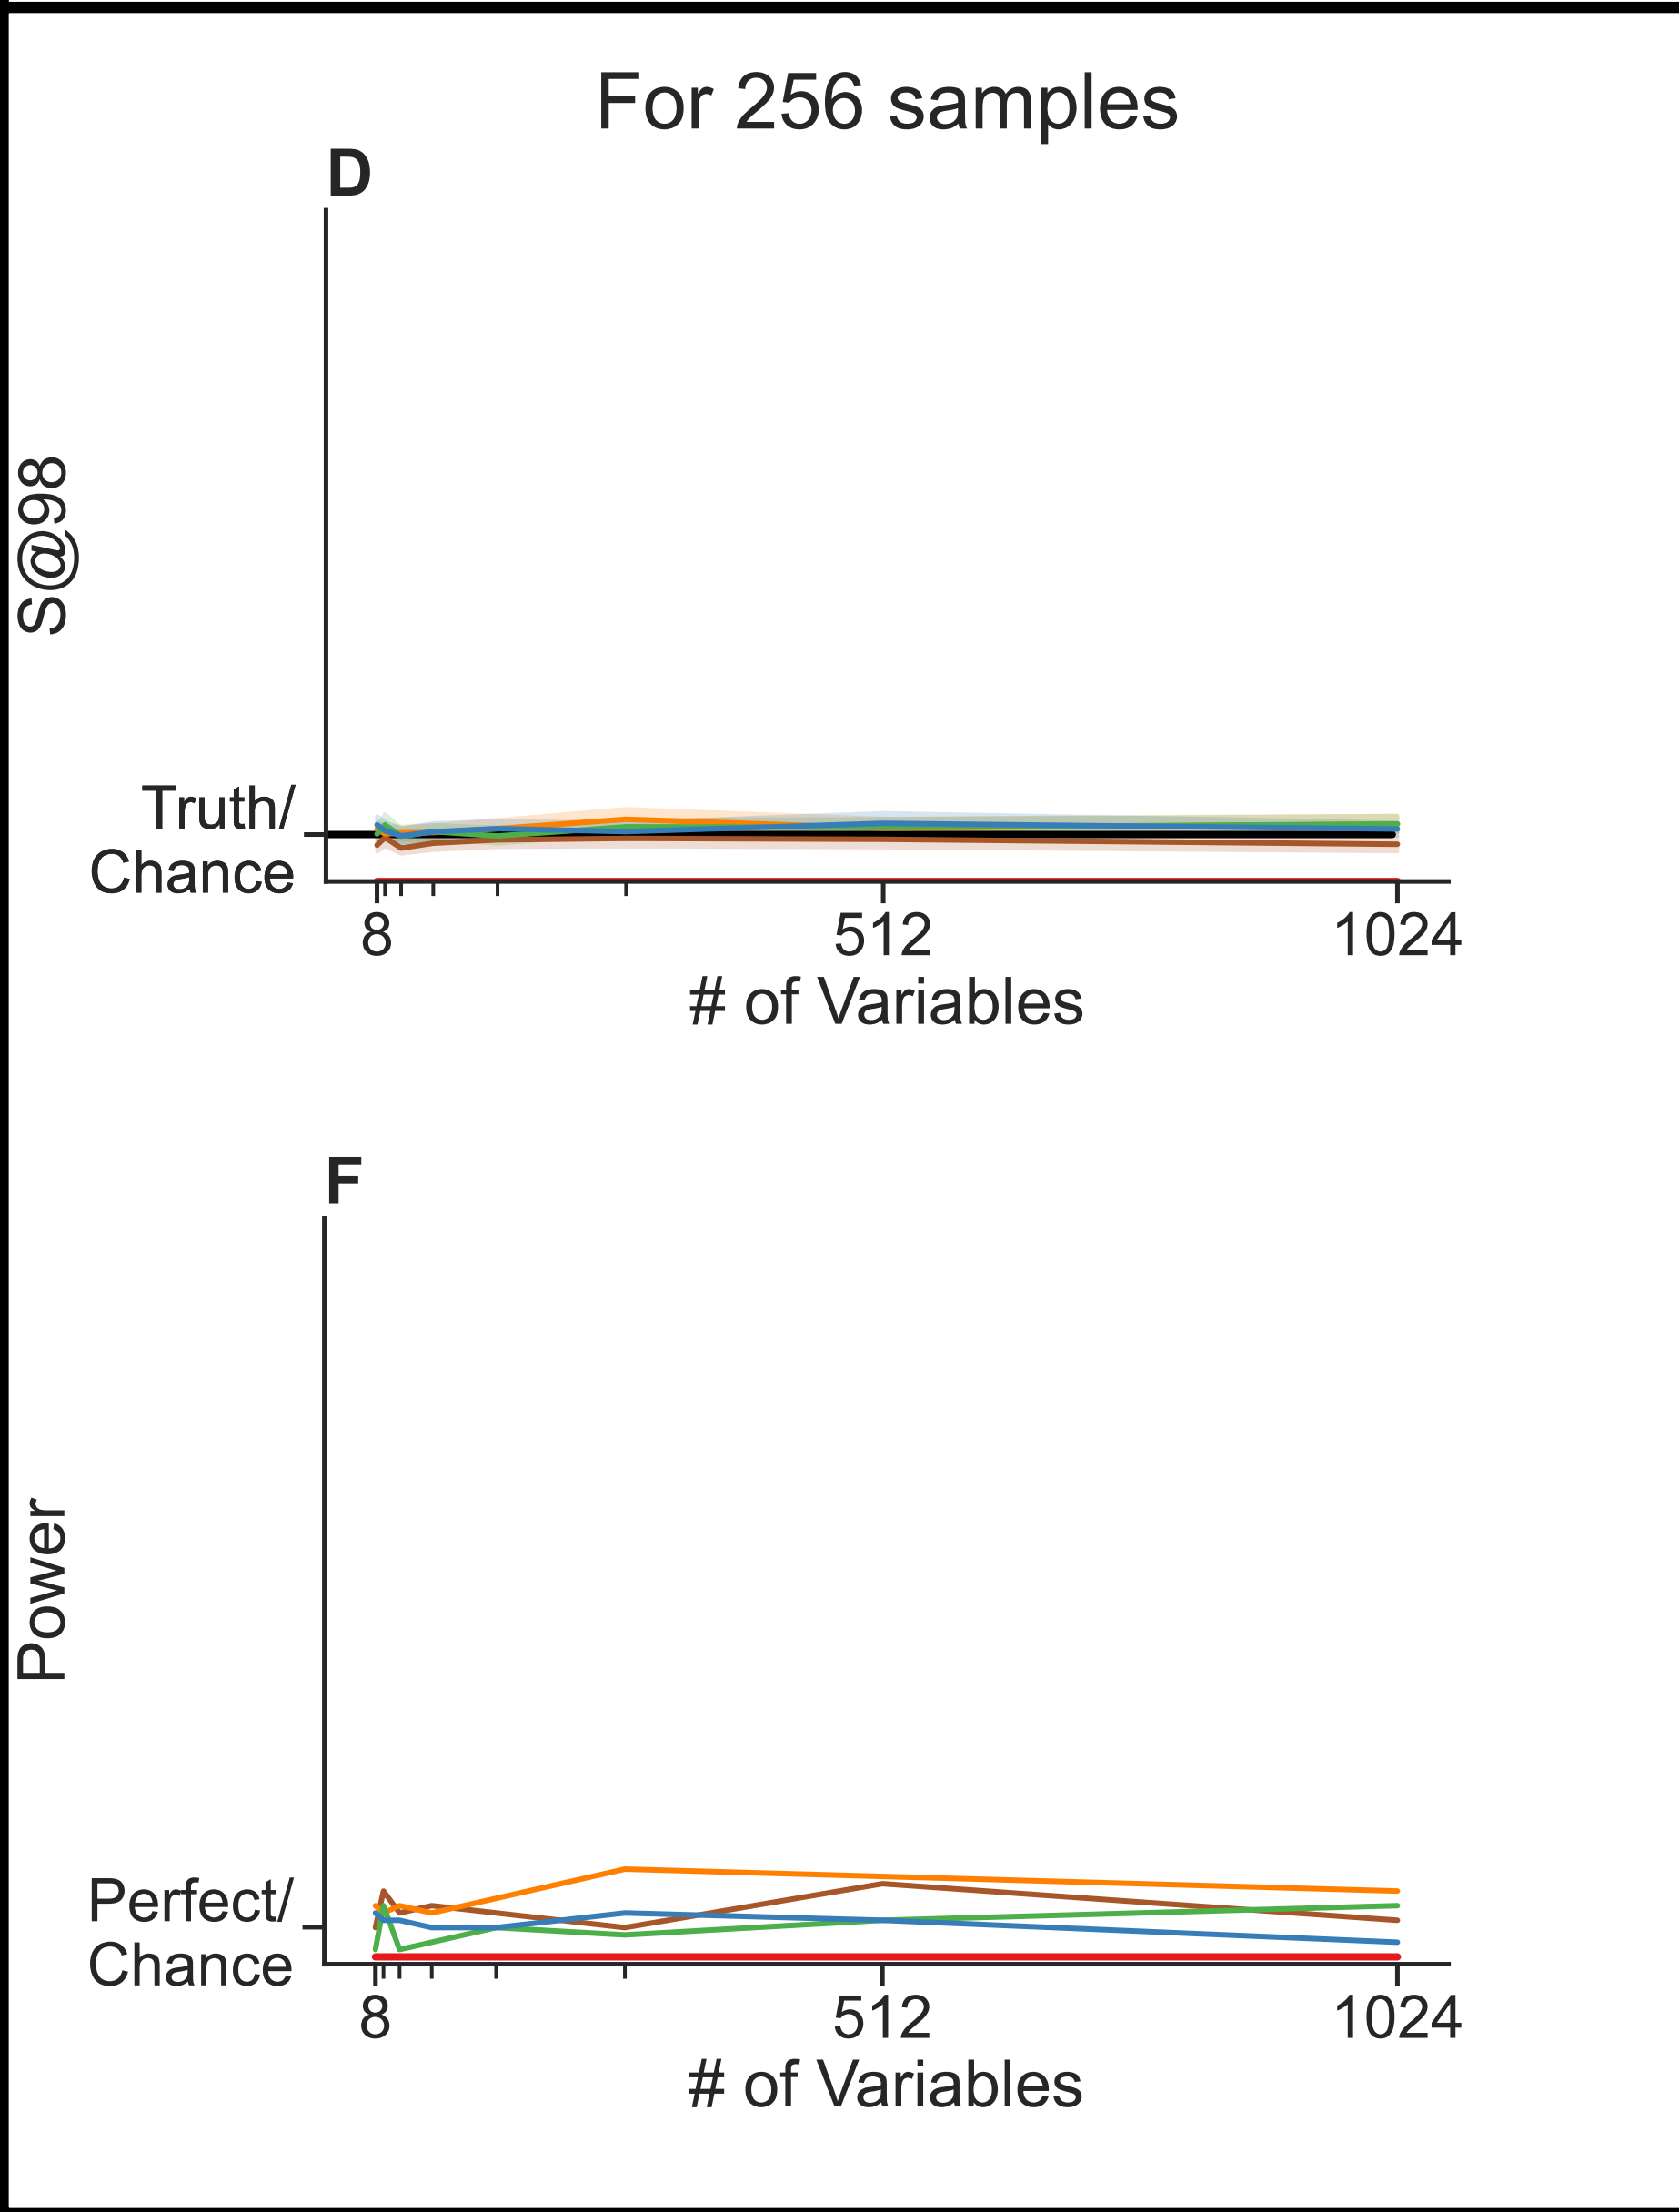 For 256 samples
D
S@98
Truth/
Chance
8 512 1024
# of Variables
F
Power
Perfect/
Chance
8 512 1024
# of Variables